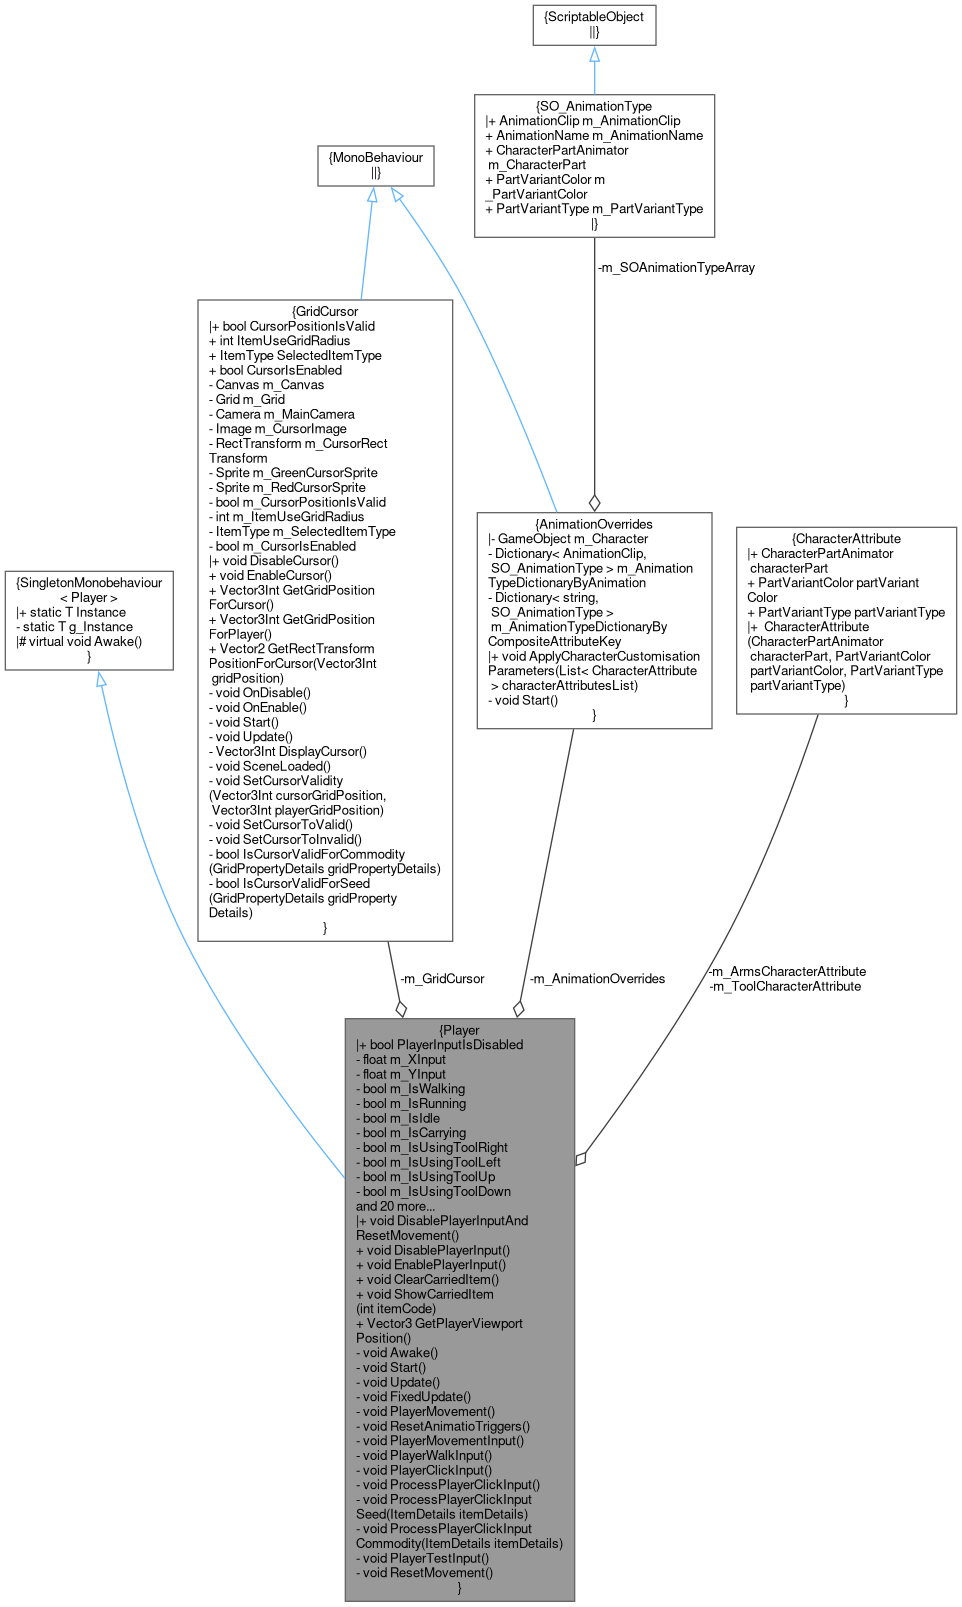 {ScriptableObject
||}
{SO_AnimationType
|+ AnimationClip m_AnimationClip
+ AnimationName m_AnimationName
+ CharacterPartAnimator
m_CharacterPart
+ PartVariantColor m
_PartVariantColor
+ PartVariantType m_PartVariantType
|}
{MonoBehaviour
||}
-m_SOAnimationTypeArray
{GridCursor
|+ bool CursorPositionIsValid
+ int ItemUseGridRadius
+ ItemType SelectedItemType
+ bool CursorIsEnabled
- Canvas m_Canvas
- Grid m_Grid
- Camera m_MainCamera
- Image m_CursorImage
- RectTransform m_CursorRect
Transform
- Sprite m_GreenCursorSprite
- Sprite m_RedCursorSprite
- bool m_CursorPositionIsValid
- int m_ItemUseGridRadius
- ItemType m_SelectedItemType
- bool m_CursorIsEnabled
|+ void DisableCursor()
+ void EnableCursor()
+ Vector3Int GetGridPosition
ForCursor()
+ Vector3Int GetGridPosition
ForPlayer()
+ Vector2 GetRectTransform
PositionForCursor(Vector3Int
gridPosition)
- void OnDisable()
- void OnEnable()
- void Start()
- void Update()
- Vector3Int DisplayCursor()
- void SceneLoaded()
- void SetCursorValidity
(Vector3Int cursorGridPosition,
Vector3Int playerGridPosition)
- void SetCursorToValid()
- void SetCursorToInvalid()
- bool IsCursorValidForCommodity
(GridPropertyDetails gridPropertyDetails)
- bool IsCursorValidForSeed
(GridPropertyDetails gridProperty
Details)
}
{AnimationOverrides
|- GameObject m_Character
- Dictionary< AnimationClip,
SO_AnimationType > m_Animation
TypeDictionaryByAnimation
- Dictionary< string,
SO_AnimationType >
m_AnimationTypeDictionaryBy
CompositeAttributeKey
|+ void ApplyCharacterCustomisation
Parameters(List< CharacterAttribute
> characterAttributesList)
- void Start()
}
{CharacterAttribute
|+ CharacterPartAnimator
characterPart
+ PartVariantColor partVariant
Color
+ PartVariantType partVariantType
|+ CharacterAttribute
(CharacterPartAnimator
characterPart, PartVariantColor
partVariantColor, PartVariantType
partVariantType)
}
{SingletonMonobehaviour
< Player >
|+ static T Instance
- static T g_Instance
|# virtual void Awake()
}
-m_GridCursor
-m_AnimationOverrides
-m_ArmsCharacterAttribute
-m_ToolCharacterAttribute
{Player
|+ bool PlayerInputIsDisabled
- float m_XInput
- float m_YInput
- bool m_IsWalking
- bool m_IsRunning
- bool m_IsIdle
- bool m_IsCarrying
- bool m_IsUsingToolRight
- bool m_IsUsingToolLeft
- bool m_IsUsingToolUp
- bool m_IsUsingToolDown
and 20 more...
|+ void DisablePlayerInputAnd
ResetMovement()
+ void DisablePlayerInput()
+ void EnablePlayerInput()
+ void ClearCarriedItem()
+ void ShowCarriedItem
(int itemCode)
+ Vector3 GetPlayerViewport
Position()
- void Awake()
- void Start()
- void Update()
- void FixedUpdate()
- void PlayerMovement()
- void ResetAnimatioTriggers()
- void PlayerMovementInput()
- void PlayerWalkInput()
- void PlayerClickInput()
- void ProcessPlayerClickInput()
- void ProcessPlayerClickInput
Seed(ItemDetails itemDetails)
- void ProcessPlayerClickInput
Commodity(ItemDetails itemDetails)
- void PlayerTestInput()
- void ResetMovement()
}